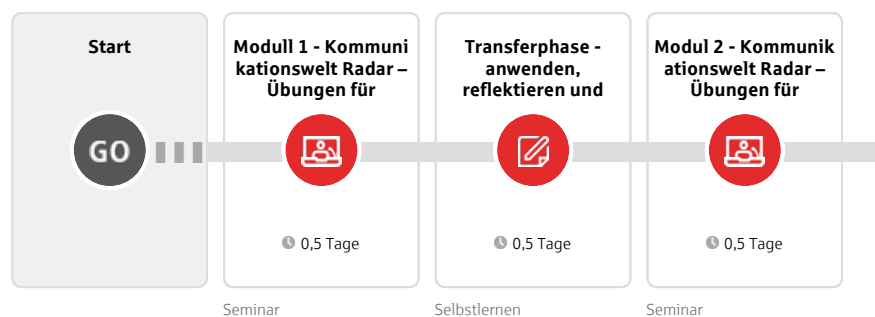 Start
GO
Modull 1 - Kommuni
kationswelt Radar –
Übungen für
0,5 Tage
Seminar
Transferphase -
anwenden,
reflektieren und
0,5 Tage
Selbstlernen
Modul 2 - Kommunik
ationswelt Radar –
Übungen für
0,5 Tage
Seminar